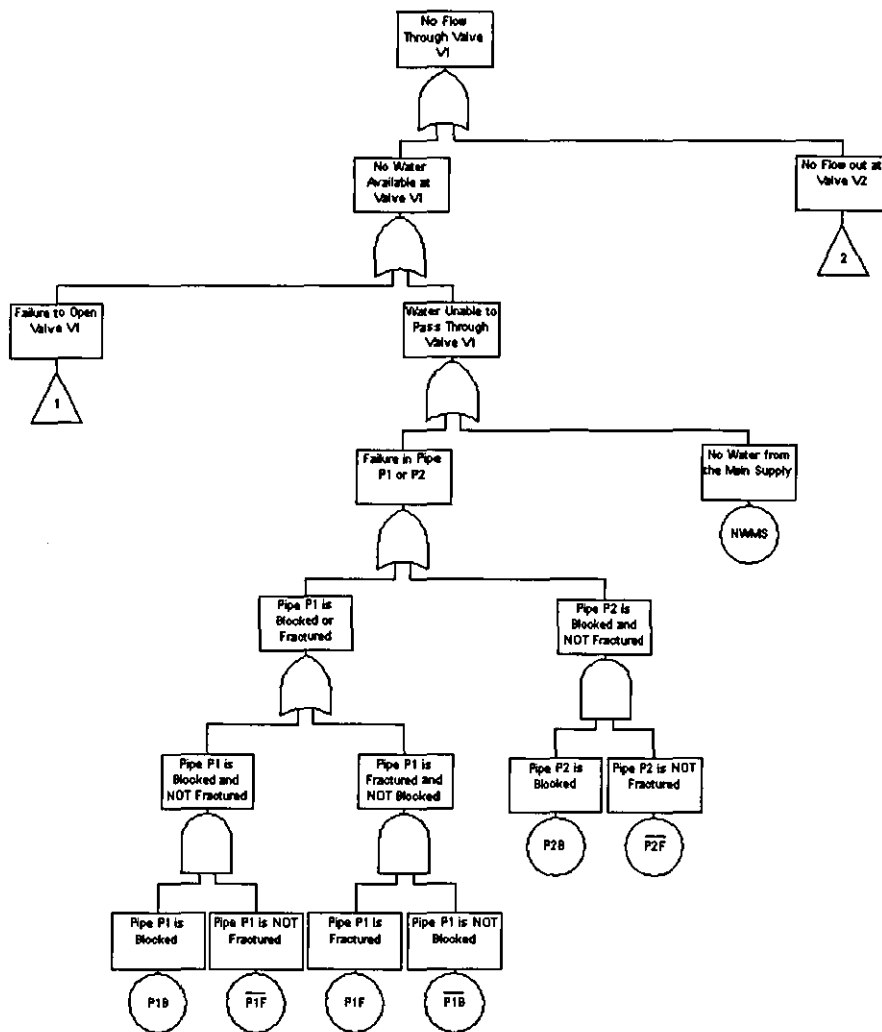 No Flow
Through Valve
V1
No Water
Available at
Valve V1
No Flow out at
Valve V2
2
Failure to Open
Valve V1
1
Water Unable to
Pass Through
Valve V1
Failure in Pipe
P1 or P2
No Water from
the Main Supply
NWMS
Pipe P1 is
Blocked or
Fractured
Pipe P2 is
Blocked and
NOT Fractured
Pipe P1 is
Blocked and
NOT Fractured
Pipe P1 is
Fractured and
NOT Blocked
Pipe P2 is
Blocked
Pipe P2 is NOT
Fractured
P2B
P̅2̅F̅
Pipe P1 is
Blocked
Pipe P1 is NOT
Fractured
Pipe P1 is
Fractured
Pipe P1 is NOT
Blocked
P1B
P̅1̅F̅
P1F
P̅1̅B̅